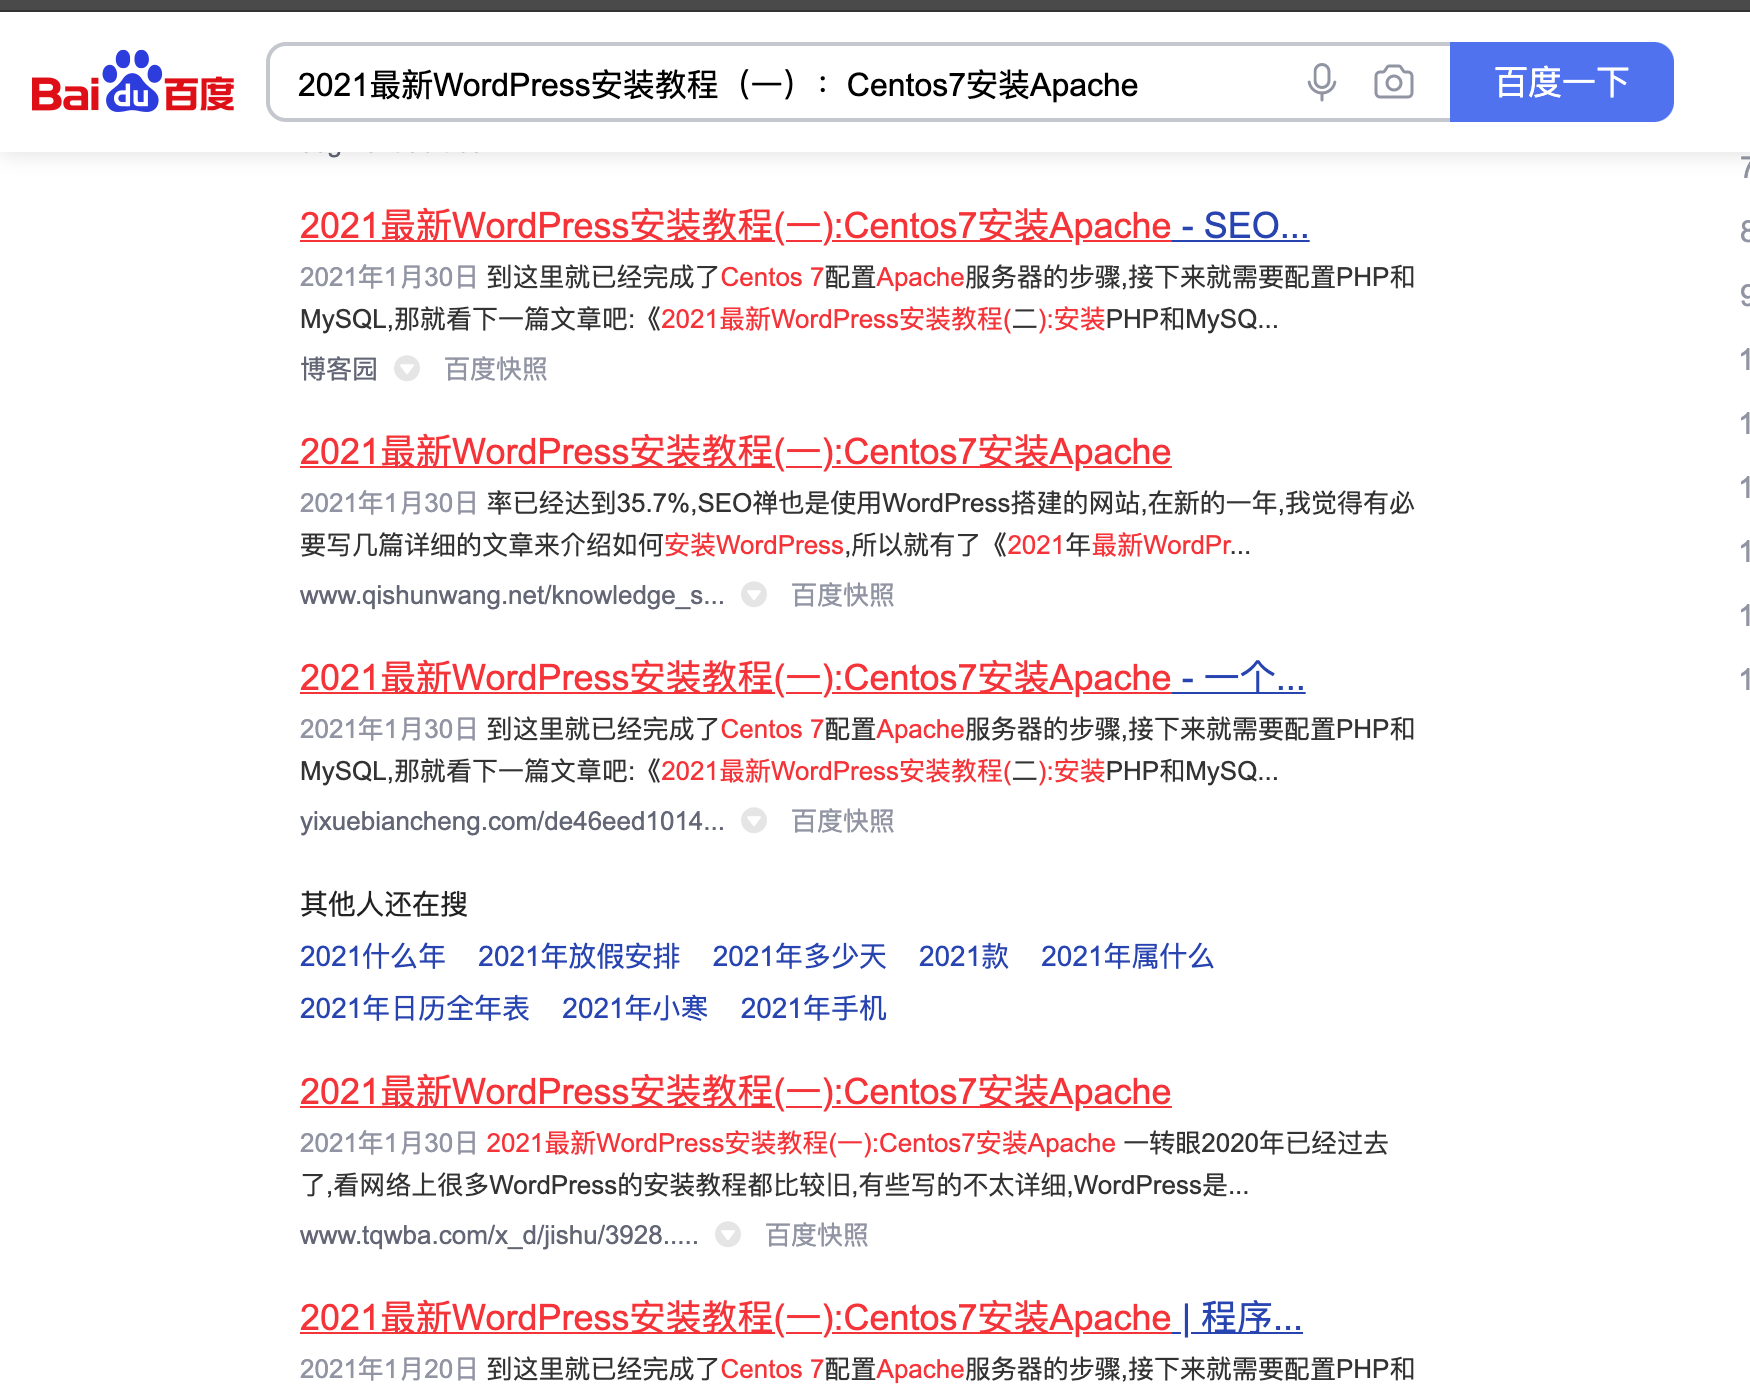 Bai du 百度
2021最新WordPress安装教程（一）：Centos7安装Apache
百度一下
2021最新WordPress安装教程(一):Centos7安装Apache - SEO...
2021年1月30日 到这里就已经完成了Centos 7配置Apache服务器的步骤,接下来就需要配置PHP和
MySQL,那就看下一篇文章吧:《2021最新WordPress安装教程(二):安装PHP和MySQ...
博客园 百度快照
2021最新WordPress安装教程(一):Centos7安装Apache
2021年1月30日 率已经达到35.7%,SEO禅也是使用WordPress搭建的网站,在新的一年,我觉得有必
要写几篇详细的文章来介绍如何安装WordPress,所以就有了《2021年最新WordPr...
www.qishunwang.net/knowledge_s... 百度快照
2021最新WordPress安装教程(一):Centos7安装Apache - 一个...
2021年1月30日 到这里就已经完成了Centos 7配置Apache服务器的步骤,接下来就需要配置PHP和
MySQL,那就看下一篇文章吧:《2021最新WordPress安装教程(二):安装PHP和MySQ...
yixuebiancheng.com/de46eed1014... 百度快照
其他人还在搜
2021什么年 2021年放假安排 2021年多少天 2021款 2021年属什么
2021年日历全年表 2021年小寒 2021年手机
2021最新WordPress安装教程(一):Centos7安装Apache
2021年1月30日 2021最新WordPress安装教程(一):Centos7安装Apache 一转眼2020年已经过去
了,看网络上很多WordPress的安装教程都比较旧,有些写的不太详细,WordPress是...
www.tqwba.com/x_d/jishu/3928..... 百度快照
2021最新WordPress安装教程(一):Centos7安装Apache | 程序...
2021年1月20日 到这里就已经完成了Centos 7配置Apache服务器的步骤,接下来就需要配置PHP和